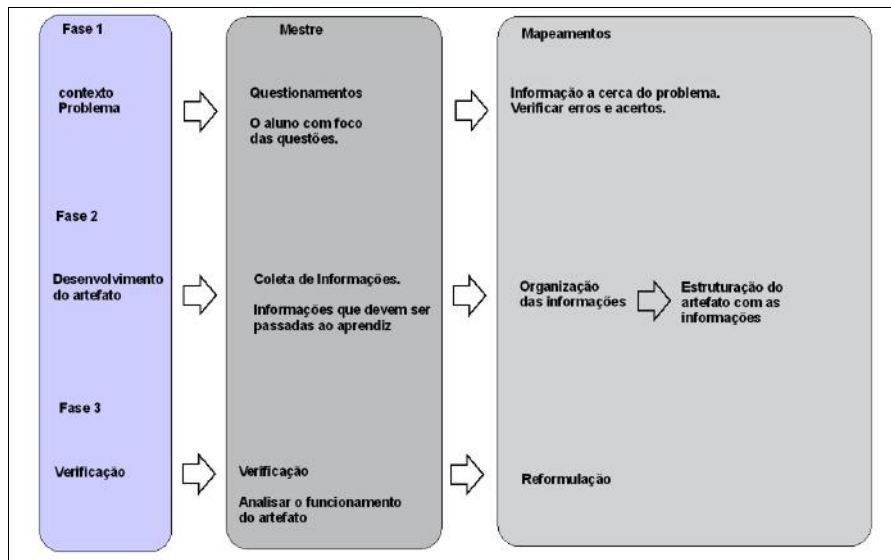 Fase 1
Mestre
Mapeamentos
contexto
Problema
Questionamentos
O aluno com foco
das questões.
Informação a cerca do problema.
Verificar erros e acertos.
Fase 2
Desenvolvimento
do artefato
Coleta de Informações.
Informações que devem ser
passadas ao aprendiz
Organização
das informações
Estruturação do
artefato com as
informações
Fase 3
Verificação
Verificação
Analisar o funcionamento
do artefato
Reformulação